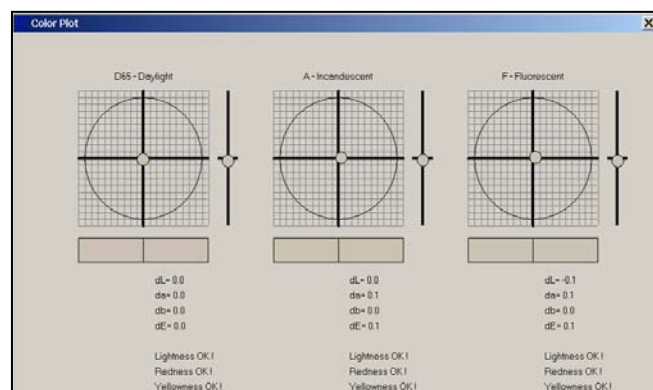 Color Plot
D65 - Daylight
A - Incandescent
F - Fluorescent
dL= 0.0
da= 0.0
db= 0.0
dE= 0.0
Lightness OK!
Redness OK!
Yellowness OK!
dL= 0.0
da= 0.1
db= 0.0
dE= 0.1
Lightness OK!
Redness OK!
Yellowness OK!
dL= -0.1
da= 0.1
db= 0.0
dE= 0.1
Lightness OK!
Redness OK!
Yellowness OK!